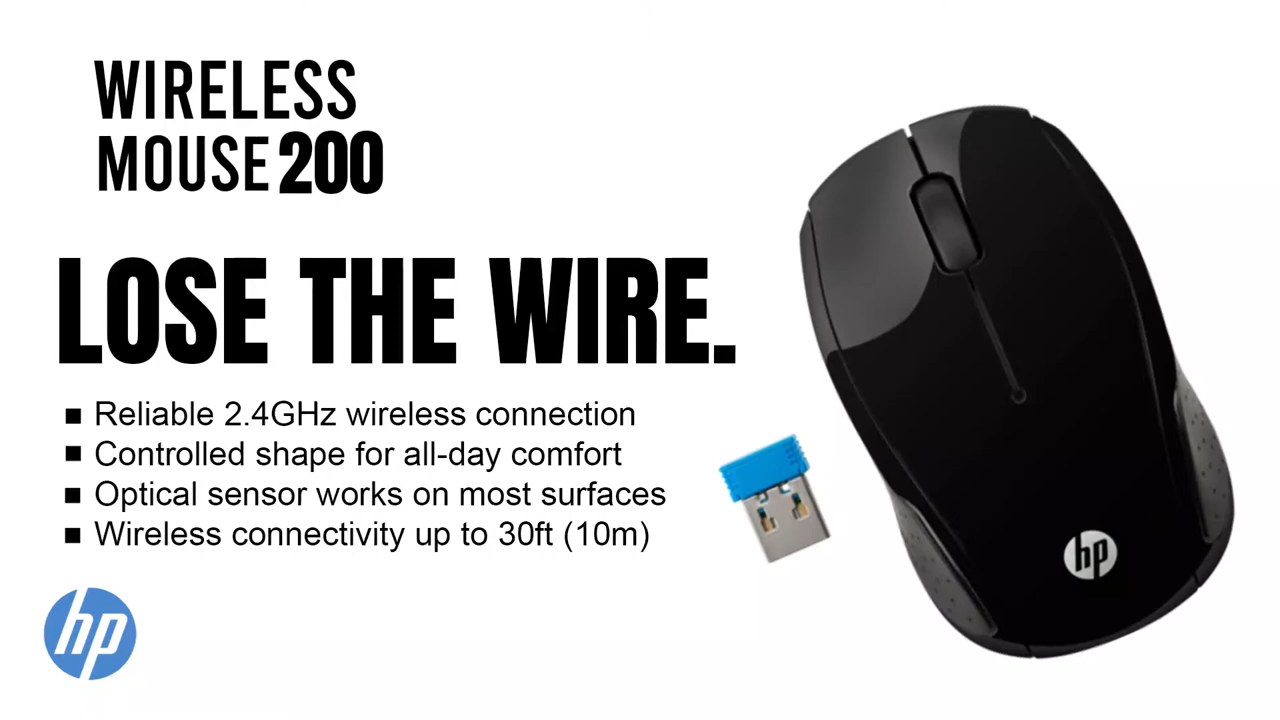 WIRELESS
MOUSE 200
LOSE THE WIRE.
Reliable 2.4GHz wireless connection
Controlled shape for all-day comfort
Optical sensor works on most surfaces
Wireless connectivity up to 30ft (10m)
hp
hp